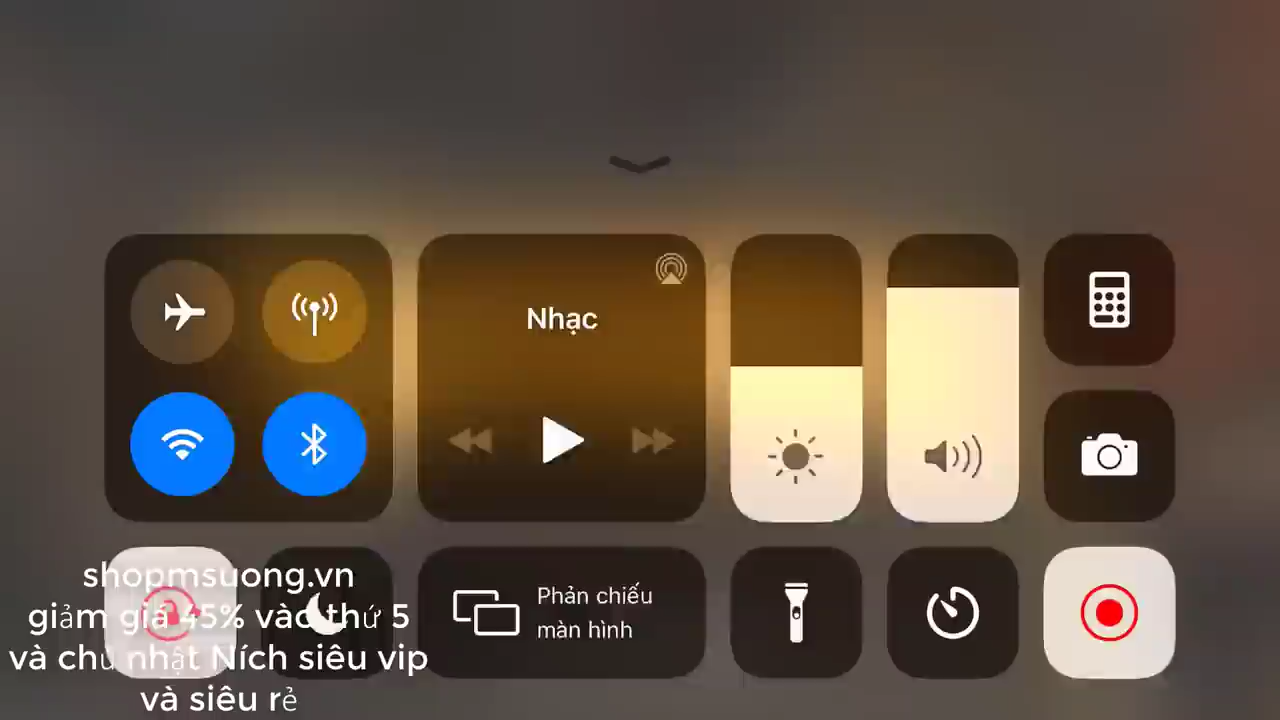 Nhạc
Phản chiếu
màn hình
shopmsuong.vn
giảm giá 45% vào thứ 5
và chủ nhật Ních siêu vip
và siêu rẻ